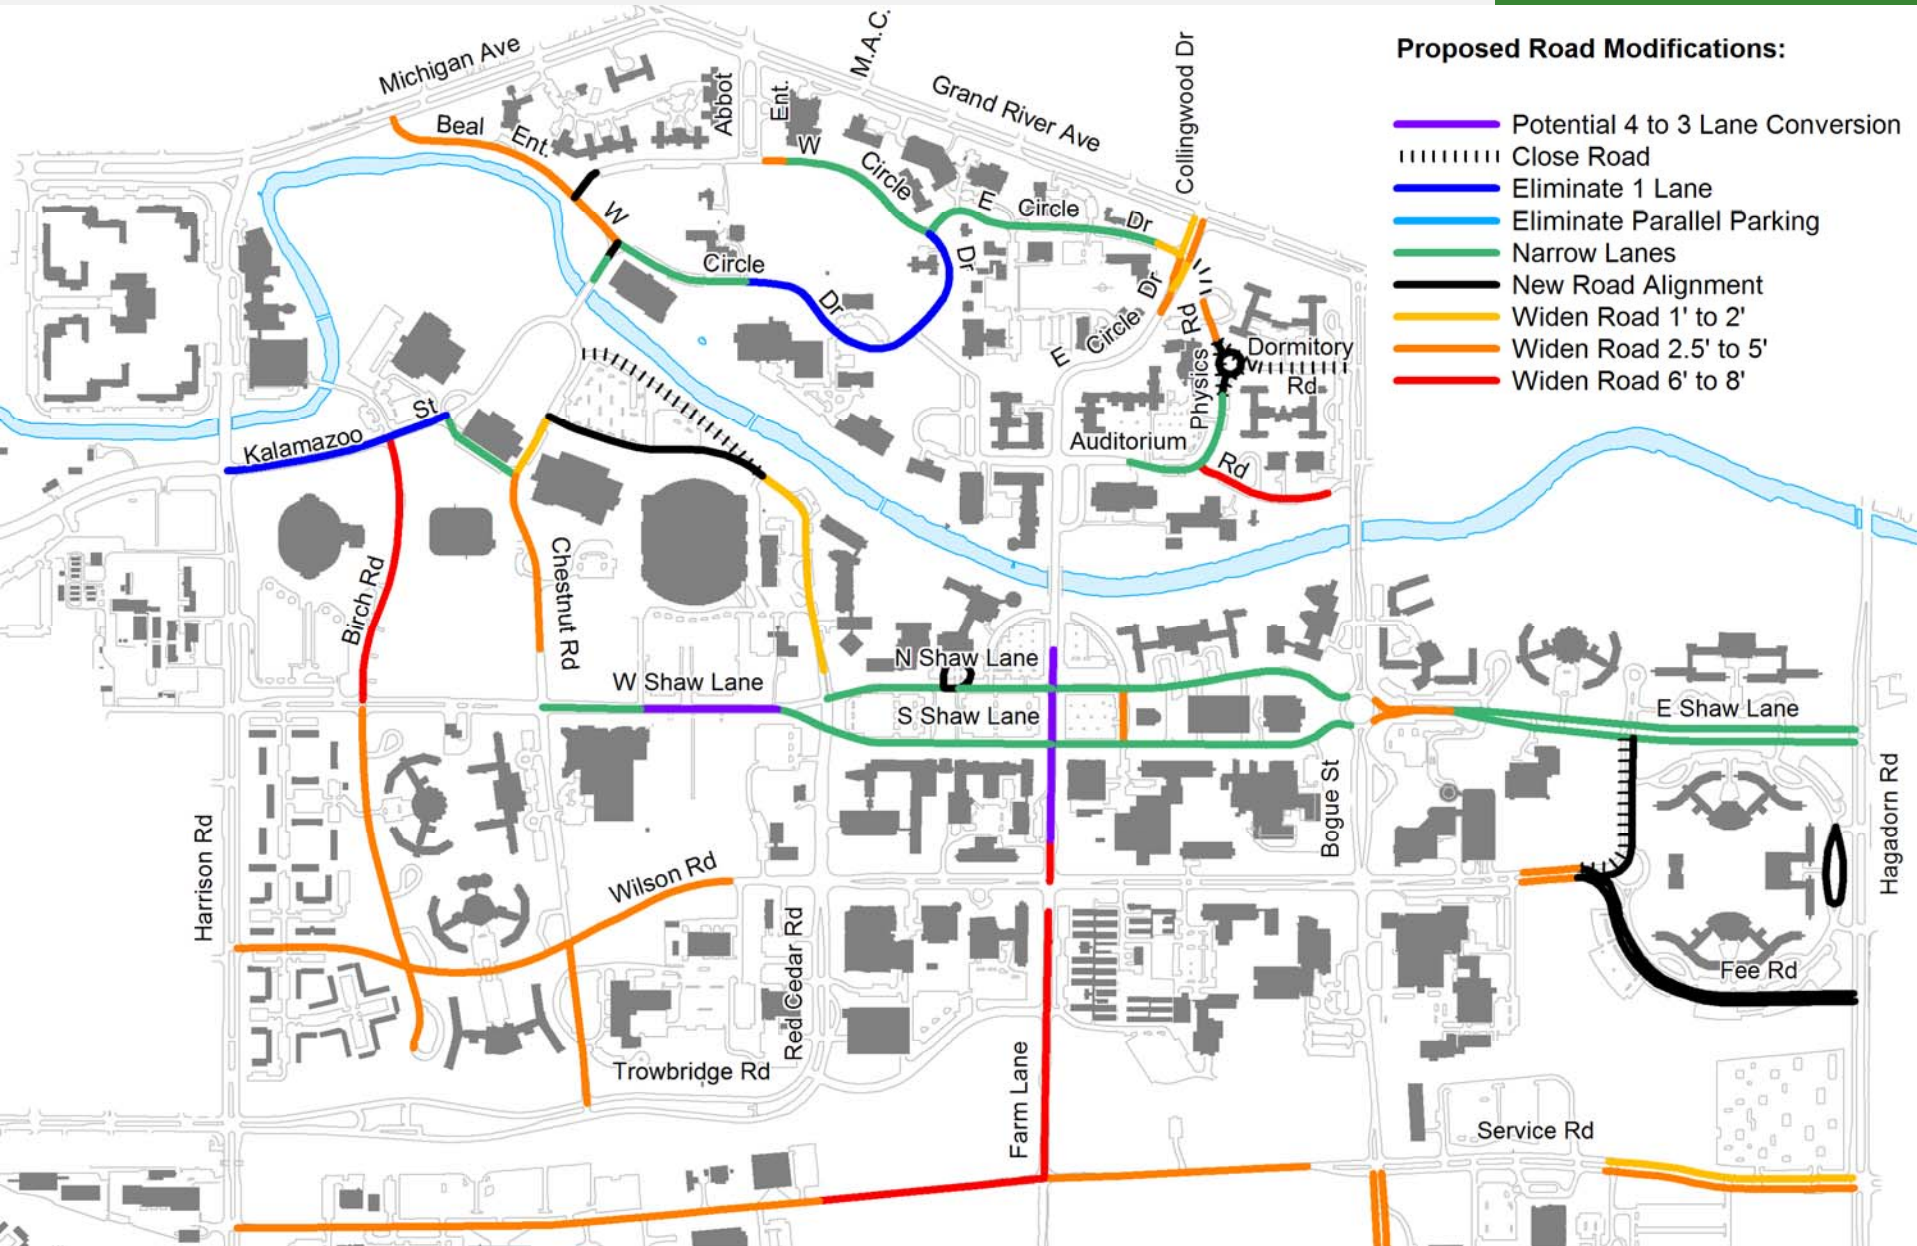 Proposed Road Modifications:
Potential 4 to 3 Lane Conversion
Close Road
Eliminate 1 Lane
Eliminate Parallel Parking
Narrow Lanes
New Road Alignment
Widen Road 1' to 2'
Widen Road 2.5' to 5'
Widen Road 6' to 8'
Michigan Ave
M.A.C.
Grand River Ave
Collingwood Dr
Abbot
Ent.
Beal
Ent.
W
Circle
Dr
W
Circle
E
Circle
Dr
Dr
E
Circle
Dr
Physics
Rd
Dormitory
Rd
Auditorium
Rd
Kalamazoo
St
Birch Rd
Chestnut Rd
W Shaw Lane
N Shaw Lane
S Shaw Lane
E Shaw Lane
Harrison Rd
Wilson Rd
Red Cedar Rd
Bogue St
Hagadorn Rd
Fee Rd
Trowbridge Rd
Farm Lane
Service Rd